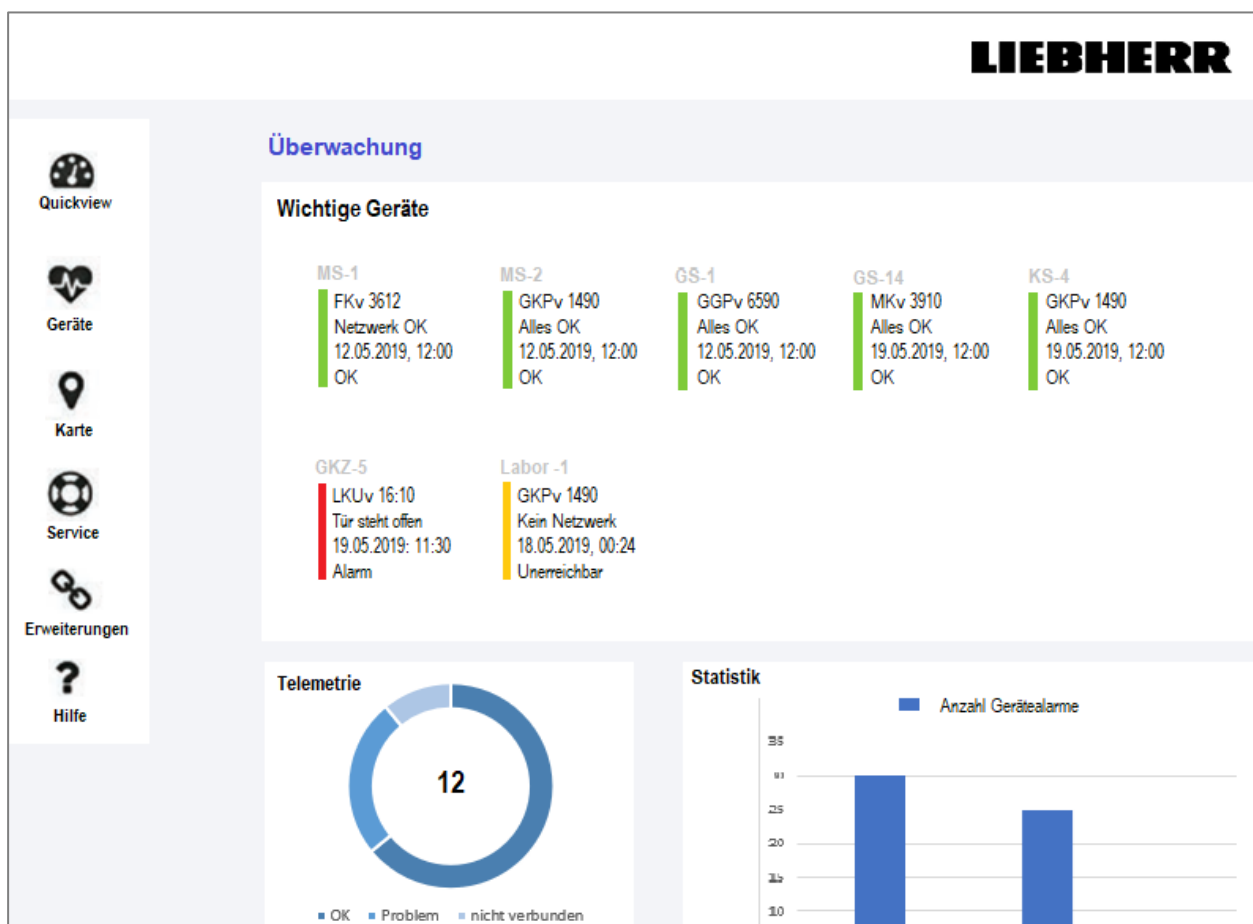 LIEBHERR
Quickview
Geräte
Karte
Service
Erweiterungen
Hilfe
Überwachung
Wichtige Geräte
MS-1
FKv 3612
Netzwerk OK
12.05.2019, 12:00
OK
MS-2
GKPv 1490
Alles OK
12.05.2019, 12:00
OK
GS-1
GGPv 6590
Alles OK
12.05.2019, 12:00
OK
GS-14
MKv 3910
Alles OK
19.05.2019, 12:00
OK
KS-4
GKPv 1490
Alles OK
19.05.2019, 12:00
OK
GKZ-5
LKUv 16:10
Tür steht offen
19.05.2019: 11:30
Alarm
Labor -1
GKPv 1490
Kein Netzwerk
18.05.2019, 00:24
Unerreichbar
Telemetrie
12
OK Problem nicht verbunden
Statistik
Anzahl Gerätealarme
35
25
20
15
10